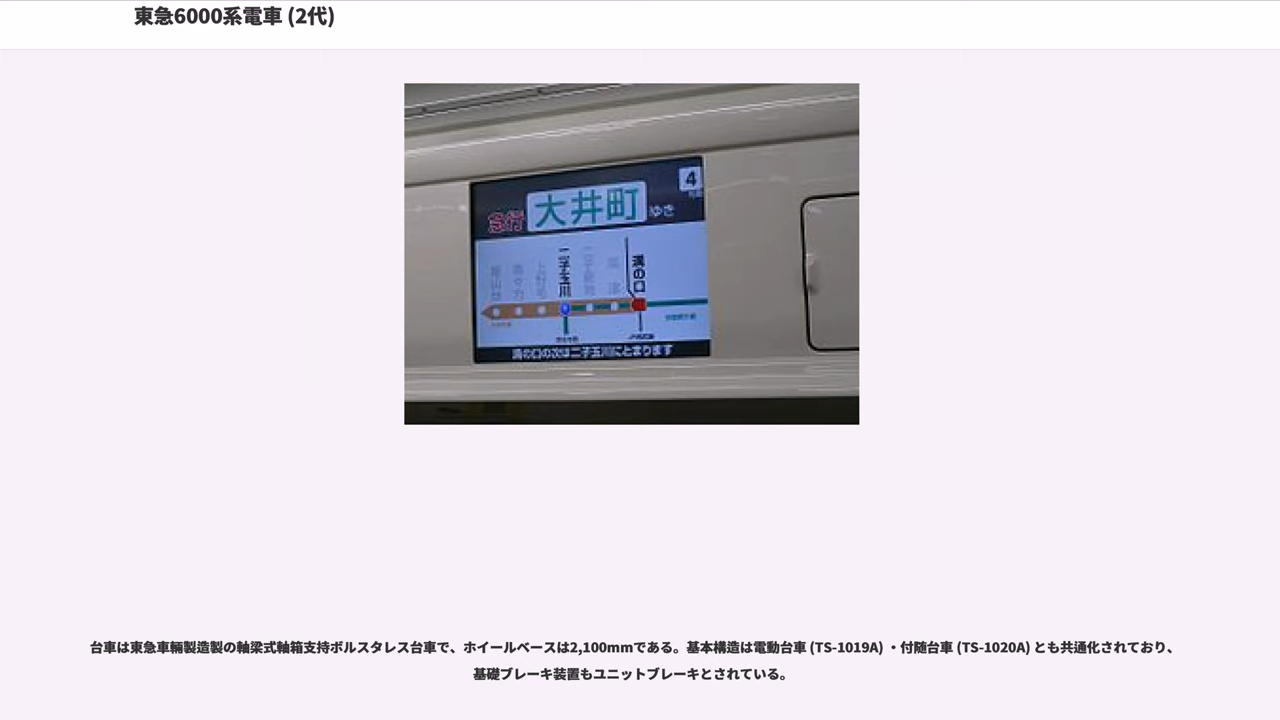 東急6000系電車 (2代)
4
急行 大井町 ゆき
二子玉川
溝の口
溝の口の次は二子玉川にとまります
台車は東急車輛製造製の軸梁式軸箱支持ボルスタレス台車で、ホイールベースは2,100mmである。基本構造は電動台車 (TS-1019A) ・付随台車 (TS-1020A) とも共通化されており、
基礎ブレーキ装置もユニットブレーキとされている。